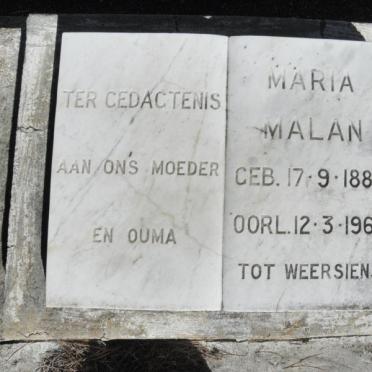 TER GEDACTENIS
AAN ONS MOEDER
EN OUMA
MARIA
MALAN
GEB. 17·9·188
OORL. 12·3·196
TOT WEERSIEN.